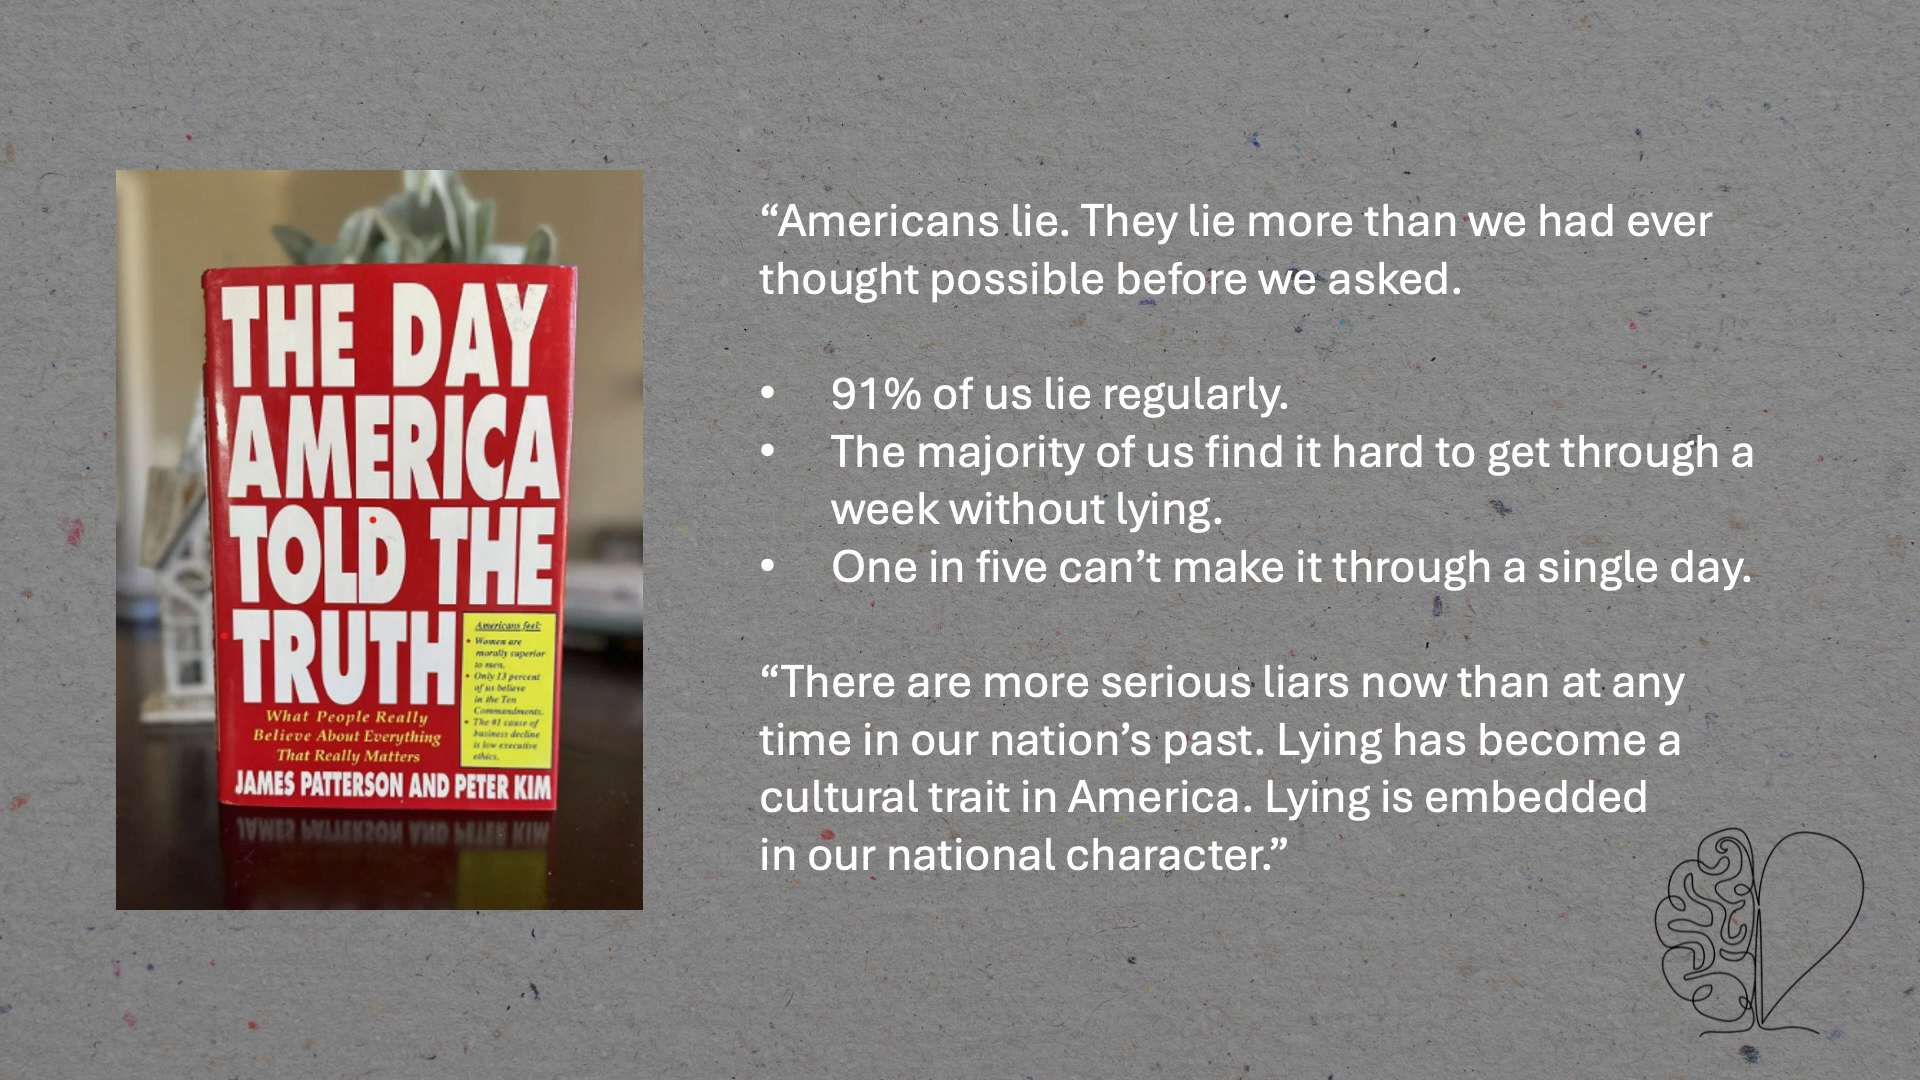 THE DAY
AMERICA
TOLD THE
TRUTH
What People Really
Believe About Everything
That Really Matters
Americans feel:
• Women are
morally superior
to men.
• Only 13 percent
of us believe
in the Ten
Commandments.
• The #1 cause of
business decline
is low executive
ethics.
JAMES PATTERSON AND PETER KIM
“Americans lie. They lie more than we had ever
thought possible before we asked.
• 91% of us lie regularly.
• The majority of us find it hard to get through a
week without lying.
• One in five can’t make it through a single day.
“There are more serious liars now than at any
time in our nation’s past. Lying has become a
cultural trait in America. Lying is embedded
in our national character.”